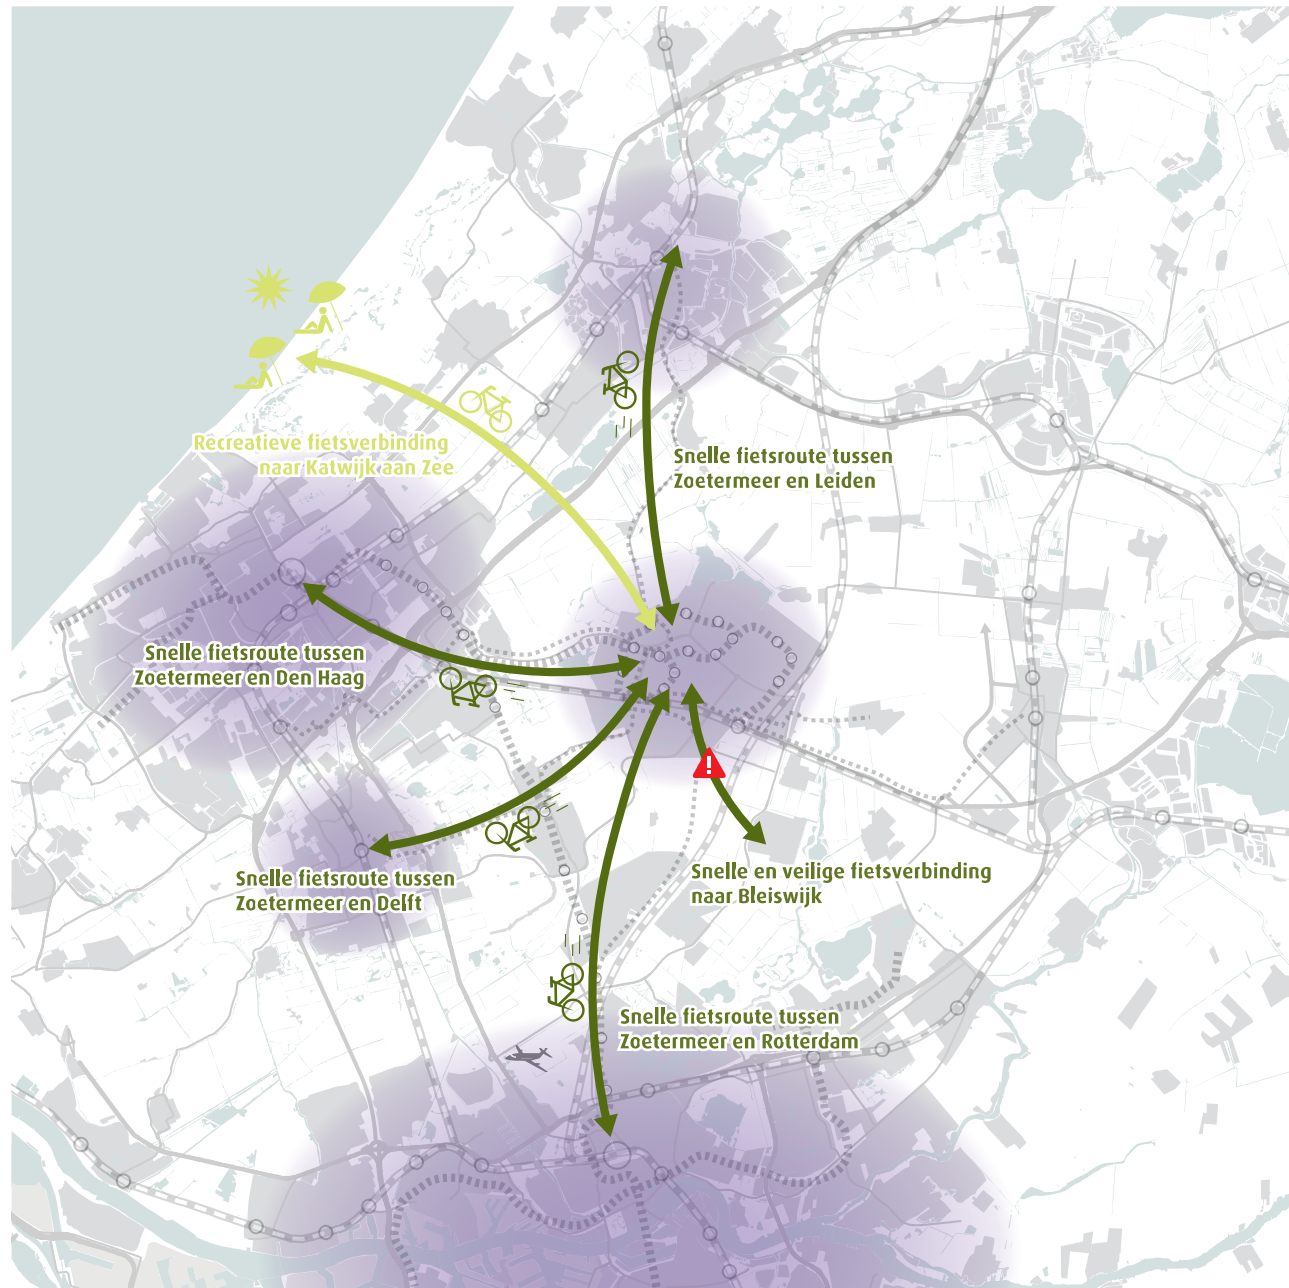 Recreatieve fietsverbinding
naar Katwijk aan Zee
Snelle fietsroute tussen
Zoetermeer en Leiden
Snelle fietsroute tussen
Zoetermeer en Den Haag
Snelle fietsroute tussen
Zoetermeer en Delft
Snelle en veilige fietsverbinding
naar Bleiswijk
Snelle fietsroute tussen
Zoetermeer en Rotterdam